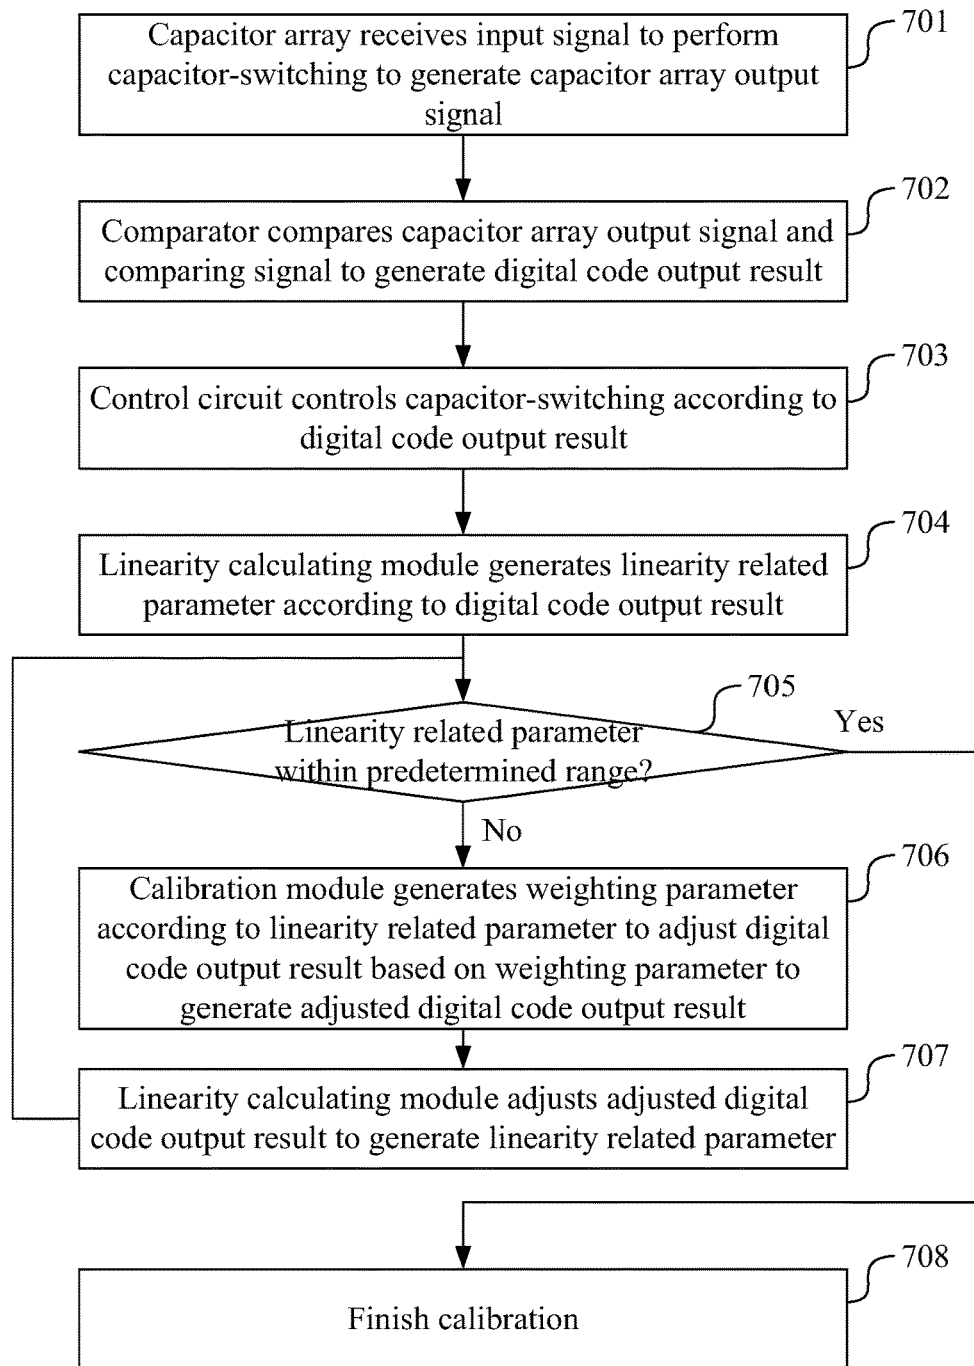 Capacitor array receives input signal to perform
capacitor-switching to generate capacitor array output
signal
701
Comparator compares capacitor array output signal and
comparing signal to generate digital code output result
702
Control circuit controls capacitor-switching according to
digital code output result
703
Linearity calculating module generates linearity related
parameter according to digital code output result
704
Linearity related parameter
within predetermined range?
705
Yes
No
Calibration module generates weighting parameter
according to linearity related parameter to adjust digital
code output result based on weighting parameter to
generate adjusted digital code output result
706
Linearity calculating module adjusts adjusted digital
code output result to generate linearity related parameter
707
Finish calibration
708